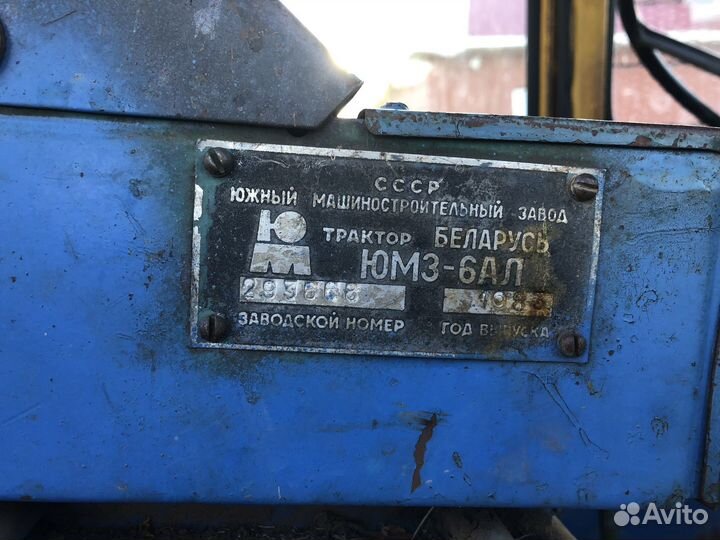 СССР
ЮЖНЫЙ МАШИНОСТРОИТЕЛЬНЫЙ ЗАВОД
Ю
М
ТРАКТОР БЕЛАРУСЬ
ЮМЗ-6АЛ
ЗАВОДСКОЙ НОМЕР ГОД ВЫПУСКА
Avito